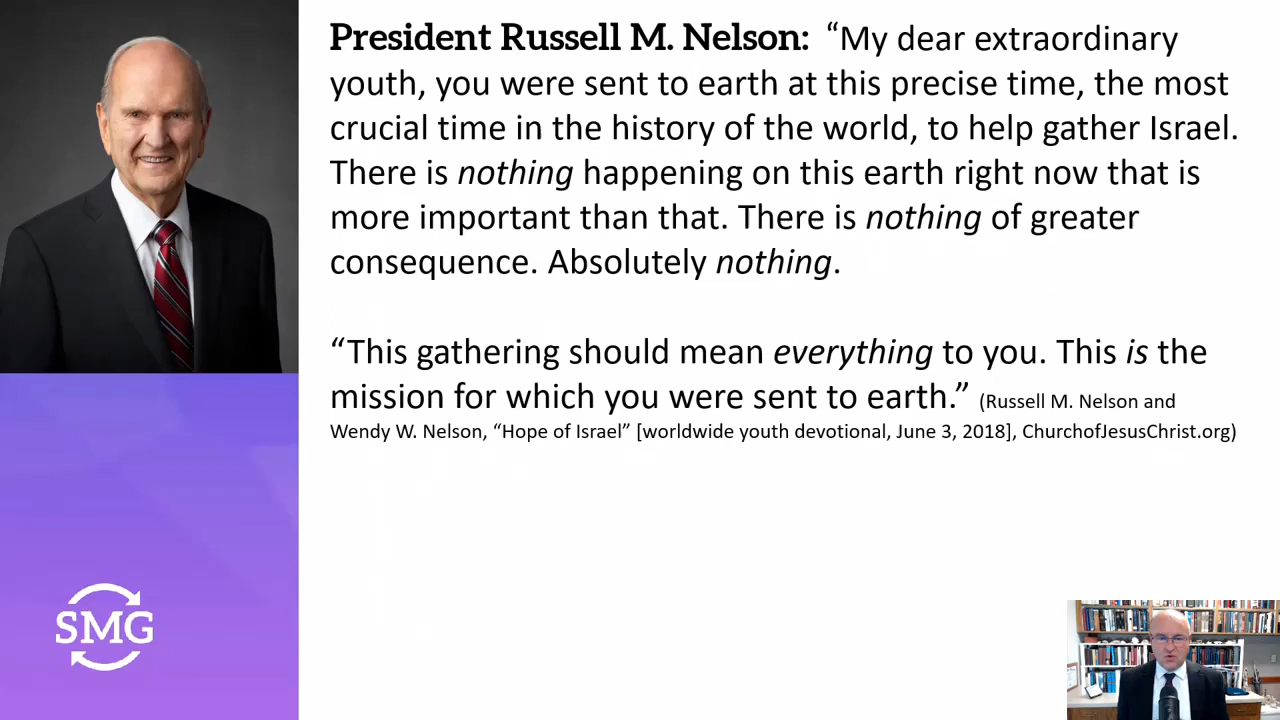 President Russell M. Nelson: “My dear extraordinary
youth, you were sent to earth at this precise time, the most
crucial time in the history of the world, to help gather Israel.
There is nothing happening on this earth right now that is
more important than that. There is nothing of greater
consequence. Absolutely nothing.
“This gathering should mean everything to you. This is the
mission for which you were sent to earth.” (Russell M. Nelson and
Wendy W. Nelson, “Hope of Israel” [worldwide youth devotional, June 3, 2018], ChurchofJesusChrist.org)
SMG